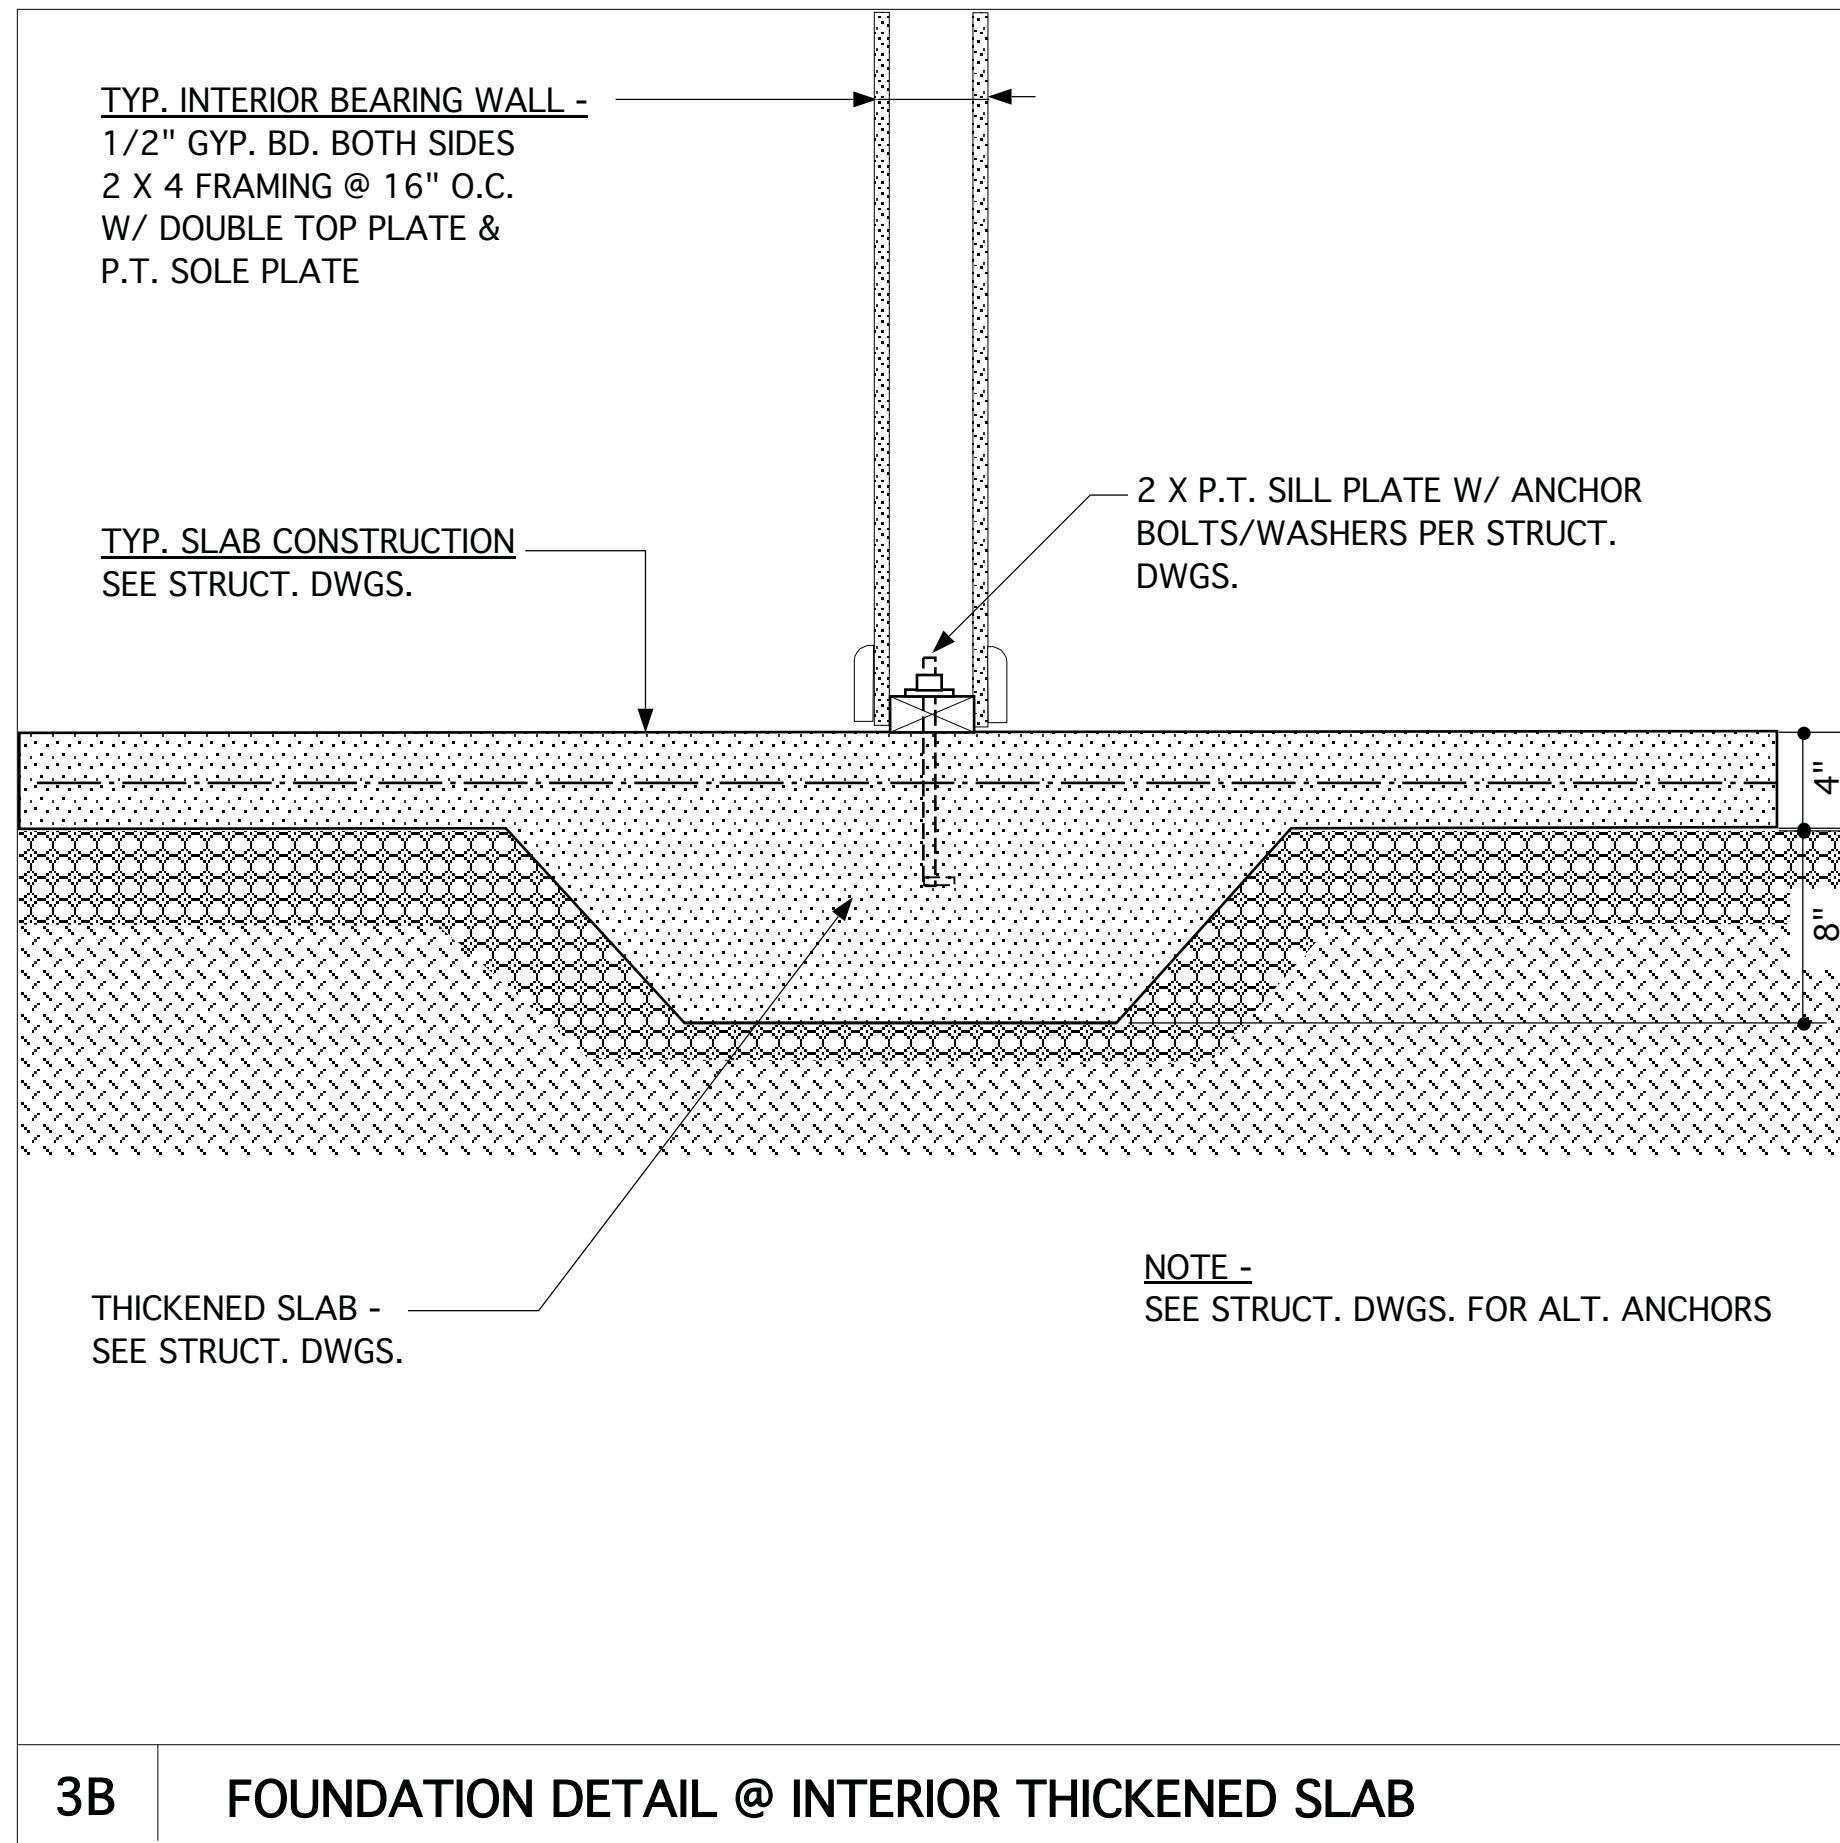 TYP. INTERIOR BEARING WALL -
1/2" GYP. BD. BOTH SIDES
2 X 4 FRAMING @ 16" O.C.
W/ DOUBLE TOP PLATE &
P.T. SOLE PLATE
2 X P.T. SILL PLATE W/ ANCHOR
BOLTS/WASHERS PER STRUCT.
DWGS.
TYP. SLAB CONSTRUCTION
SEE STRUCT. DWGS.
4"
8"
NOTE -
SEE STRUCT. DWGS. FOR ALT. ANCHORS
THICKENED SLAB -
SEE STRUCT. DWGS.
3B
FOUNDATION DETAIL @ INTERIOR THICKENED SLAB